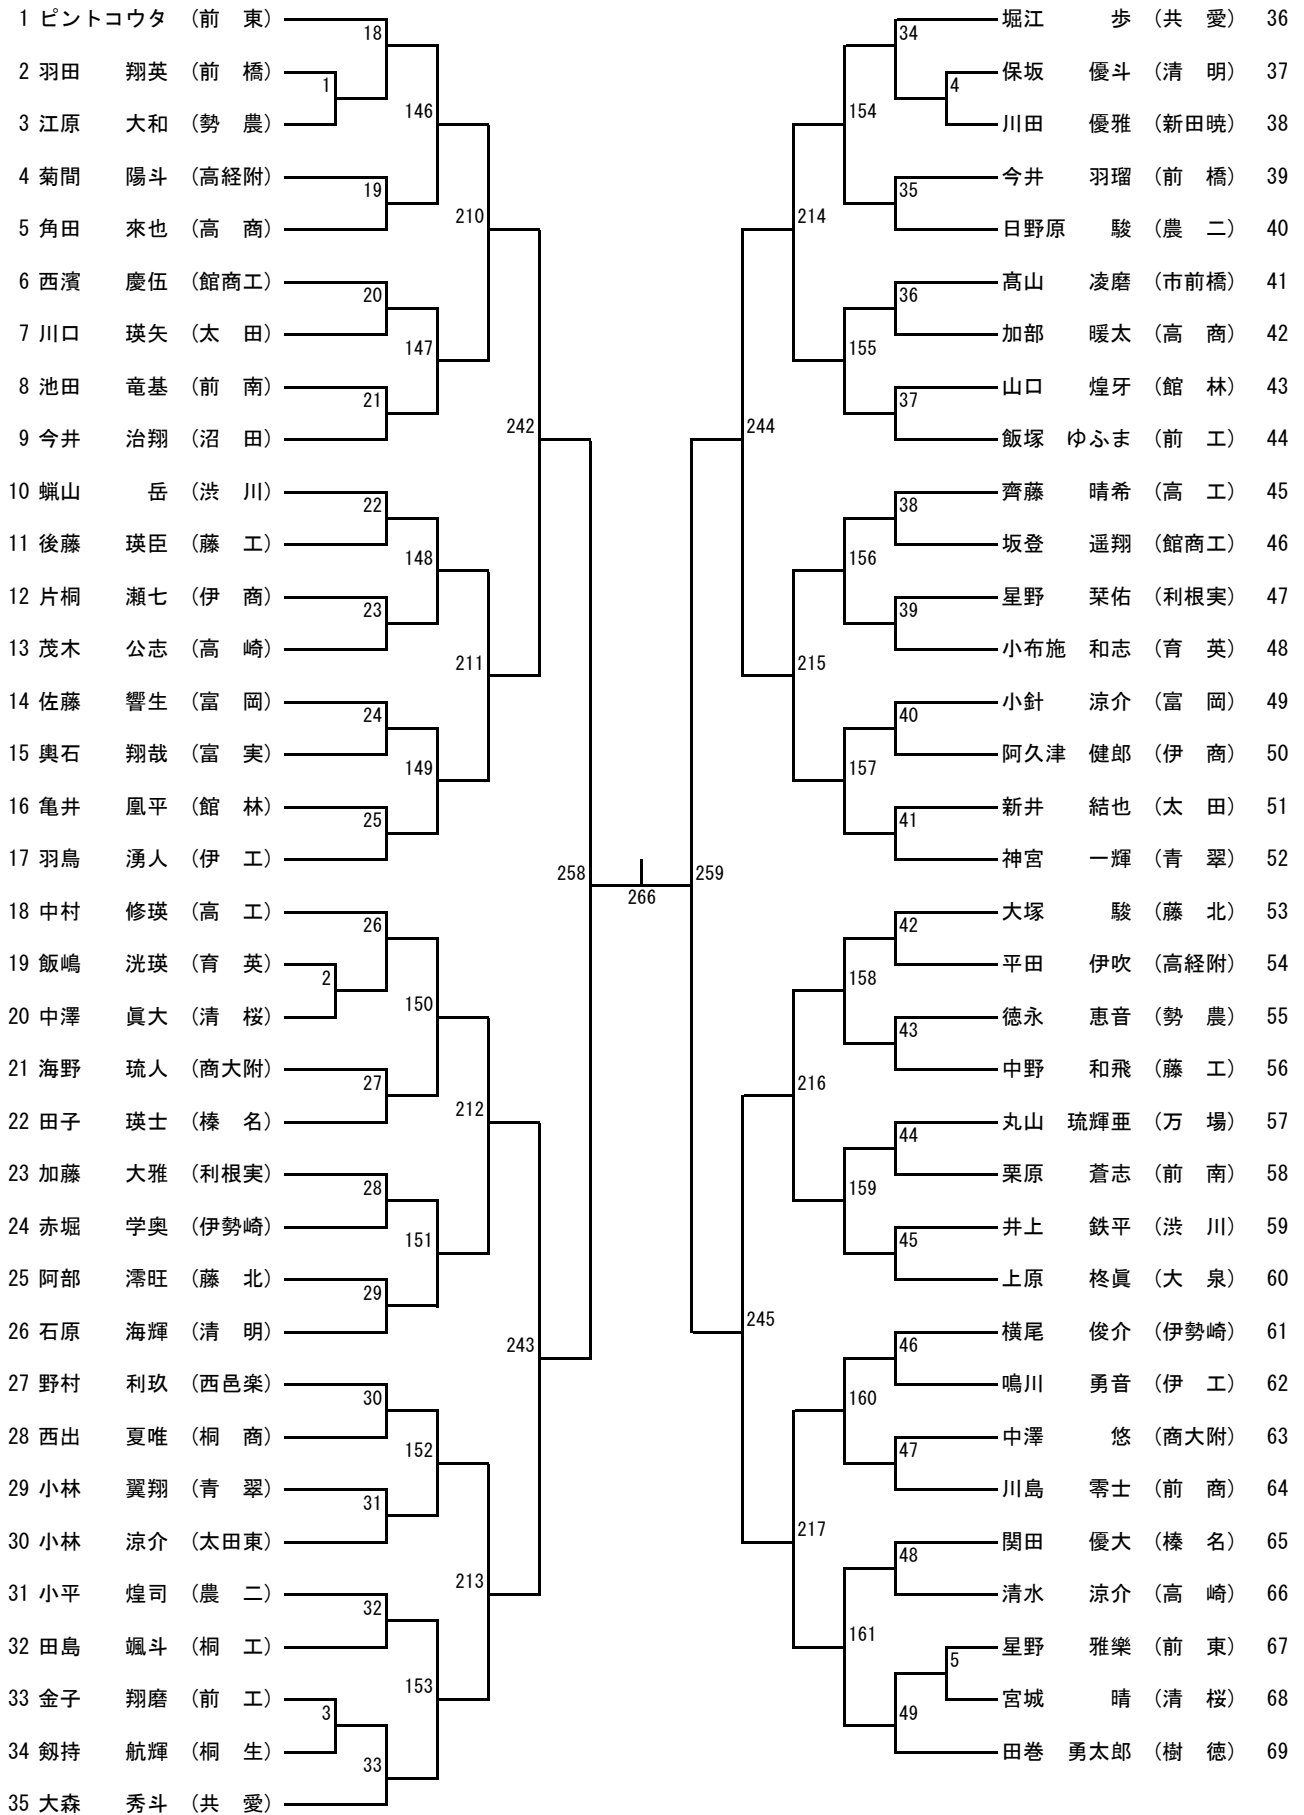 1 ピントコウタ （前　東）
18
2 羽田　翔英 （前　橋）
1
3 江原　大和 （勢　農）
146
4 菊間　陽斗 （高経附）
19
5 角田　來也 （高　商）
210
6 西濱　慶伍 （館商工）
20
7 川口　瑛矢 （太　田）
147
8 池田　竜基 （前　南）
21
9 今井　治翔 （沼　田）
242
10 蝋山　岳 （渋　川）
22
11 後藤　瑛臣 （藤　工）
148
12 片桐　瀬七 （伊　商）
23
13 茂木　公志 （高　崎）
211
14 佐藤　響生 （富　岡）
24
15 輿石　翔哉 （富　実）
149
16 亀井　凰平 （館　林）
25
17 羽鳥　湧人 （伊　工）
258
18 中村　修瑛 （高　工）
26
19 飯嶋　洸瑛 （育　英）
2
20 中澤　眞大 （清　桜）
150
21 海野　琉人 （商大附）
27
22 田子　瑛士 （榛　名）
212
23 加藤　大雅 （利根実）
28
24 赤堀　学奥 （伊勢崎）
151
25 阿部　澪旺 （藤　北）
29
26 石原　海輝 （清　明）
243
27 野村　利玖 （西邑楽）
30
28 西出　夏唯 （桐　商）
152
29 小林　翼翔 （青　翠）
31
30 小林　涼介 （太田東）
213
31 小平　煌司 （農　二）
32
32 田島　颯斗 （桐　工）
153
33 金子　翔磨 （前　工）
3
34 剱持　航輝 （桐　生）
33
35 大森　秀斗 （共　愛）
266
堀江　歩 （共　愛） 36
34
保坂　優斗 （清　明） 37
4
川田　優雅 （新田暁） 38
154
今井　羽瑠 （前　橋） 39
35
日野原　駿 （農　二） 40
214
髙山　凌磨 （市前橋） 41
36
加部　暖太 （高　商） 42
155
山口　煌牙 （館　林） 43
37
飯塚　ゆふま （前　工） 44
244
齊藤　晴希 （高　工） 45
38
坂登　遥翔 （館商工） 46
156
星野　栞佑 （利根実） 47
39
小布施　和志 （育　英） 48
215
小針　涼介 （富　岡） 49
40
阿久津　健郎 （伊　商） 50
157
新井　結也 （太　田） 51
41
神宮　一輝 （青　翠） 52
259
大塚　駿 （藤　北） 53
42
平田　伊吹 （高経附） 54
158
徳永　恵音 （勢　農） 55
43
中野　和飛 （藤　工） 56
216
丸山　琉輝亜 （万　場） 57
44
栗原　蒼志 （前　南） 58
159
井上　鉄平 （渋　川） 59
45
上原　柊眞 （大　泉） 60
245
横尾　俊介 （伊勢崎） 61
46
鳴川　勇音 （伊　工） 62
160
中澤　悠 （商大附） 63
47
川島　零士 （前　商） 64
217
関田　優大 （榛　名） 65
48
清水　涼介 （高　崎） 66
161
星野　雅樂 （前　東） 67
5
宮城　晴 （清　桜） 68
49
田巻　勇太郎 （樹　徳） 69